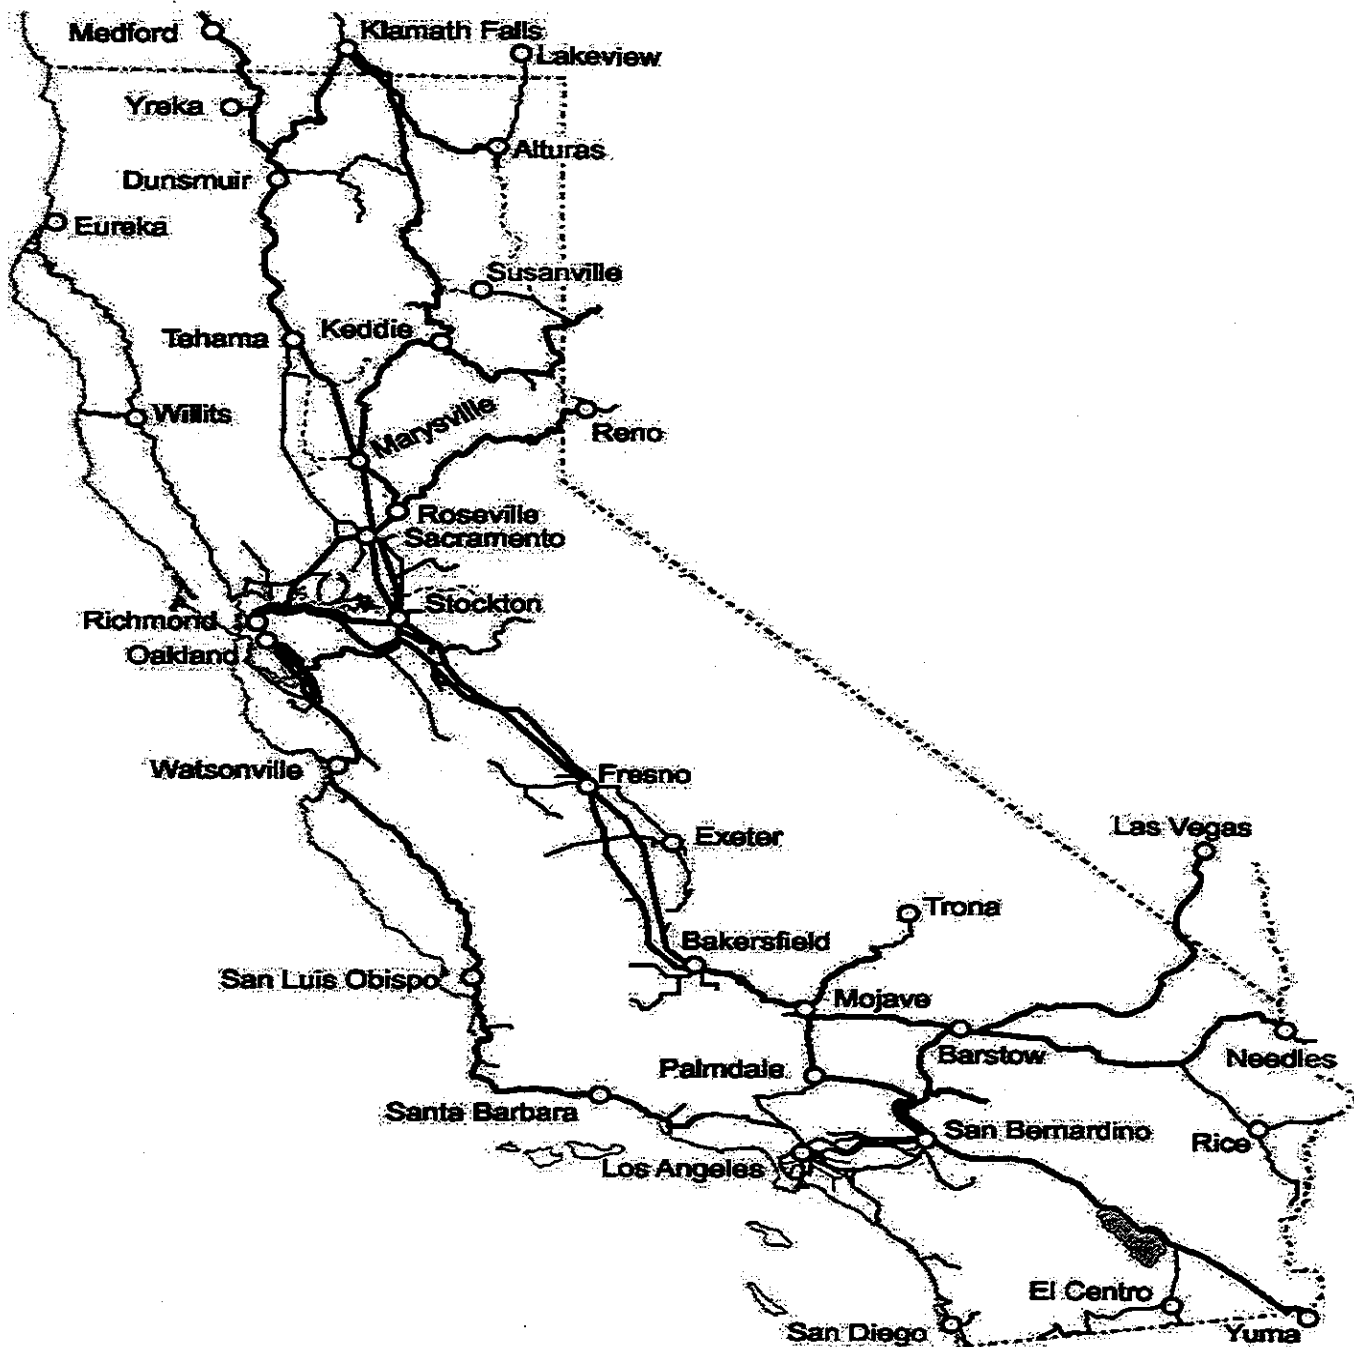 Medford
Klamath Falls
Lakeview
Yreka
Alturas
Dunsmuir
Eureka
Susanville
Tehama
Keddie
Willits
Marysville
Reno
Roseville
Sacramento
Stockton
Richmond
Oakland
Watsonville
Fresno
Exeter
Las Vegas
Trona
Bakersfield
San Luis Obispo
Mojave
Barstow
Needles
Palmdale
Santa Barbara
San Bernardino
Rice
Los Angeles
El Centro
San Diego
Yuma